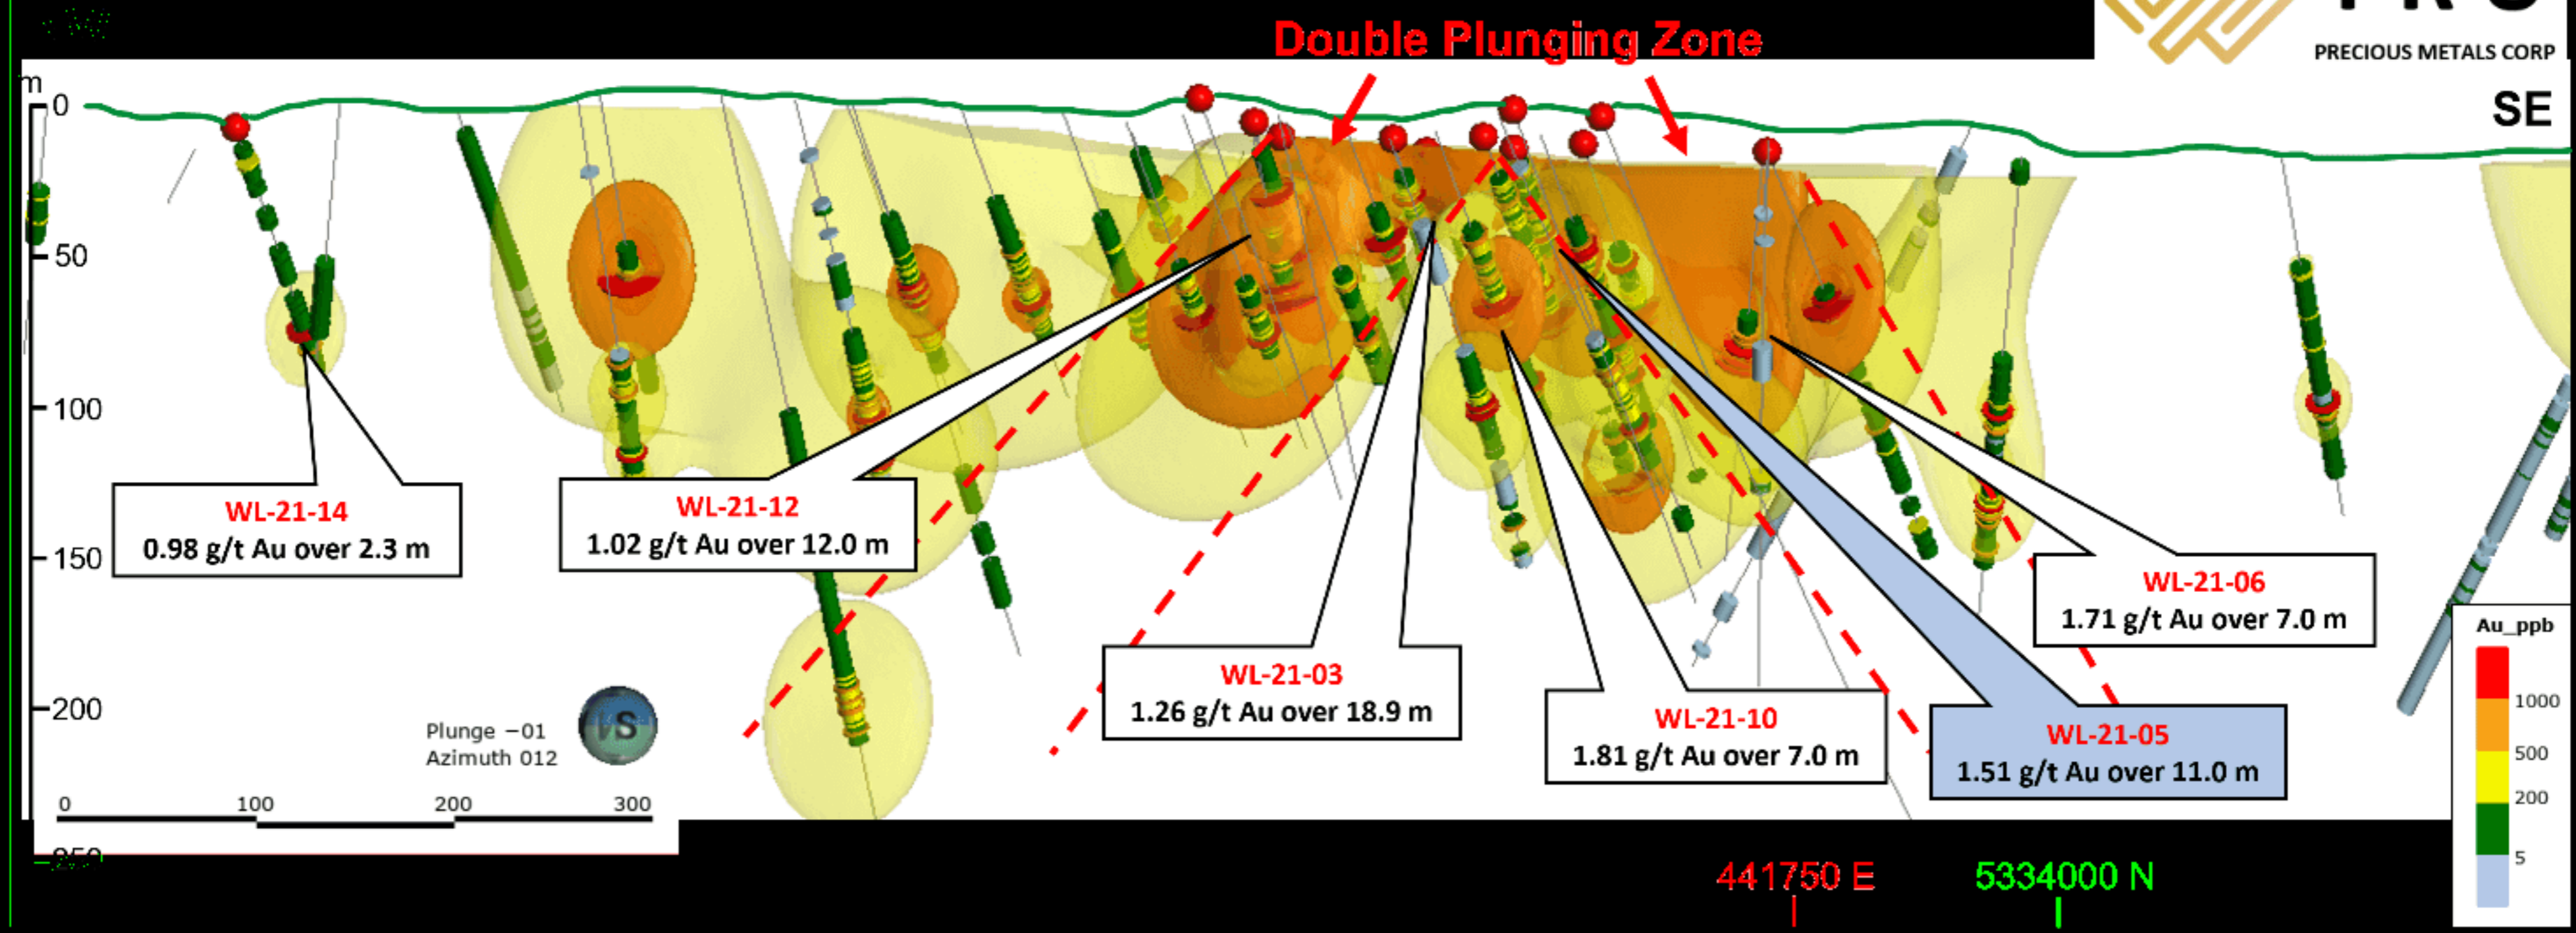 Double Plunging Zone
PRECIOUS METALS CORP
m
SE
0
50
100
150
200
WL-21-14
0.98 g/t Au over 2.3 m
WL-21-12
1.02 g/t Au over 12.0 m
WL-21-03
1.26 g/t Au over 18.9 m
WL-21-10
1.81 g/t Au over 7.0 m
WL-21-05
1.51 g/t Au over 11.0 m
WL-21-06
1.71 g/t Au over 7.0 m
Plunge −01
Azimuth 012
S
0 100 200 300
Au_ppb
1000
500
200
5
441750 E
5334000 N